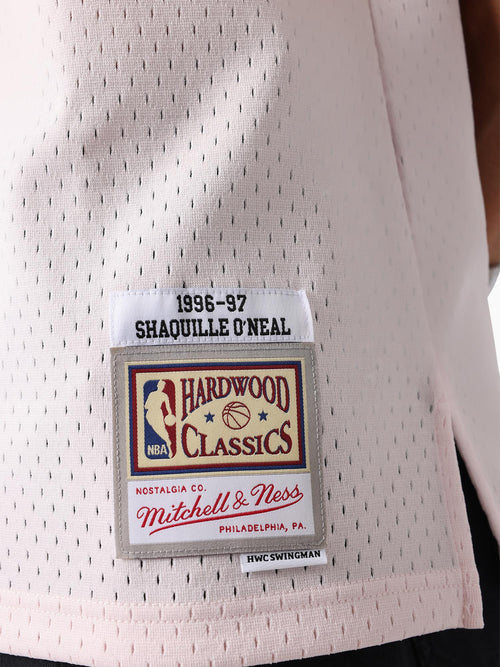 1996-97
SHAQUILLE O'NEAL
HARDWOOD
CLASSICS
NBA
NOSTALGIA CO.
Mitchell & Ness
PHILADELPHIA, PA.
HWC SWINGMAN